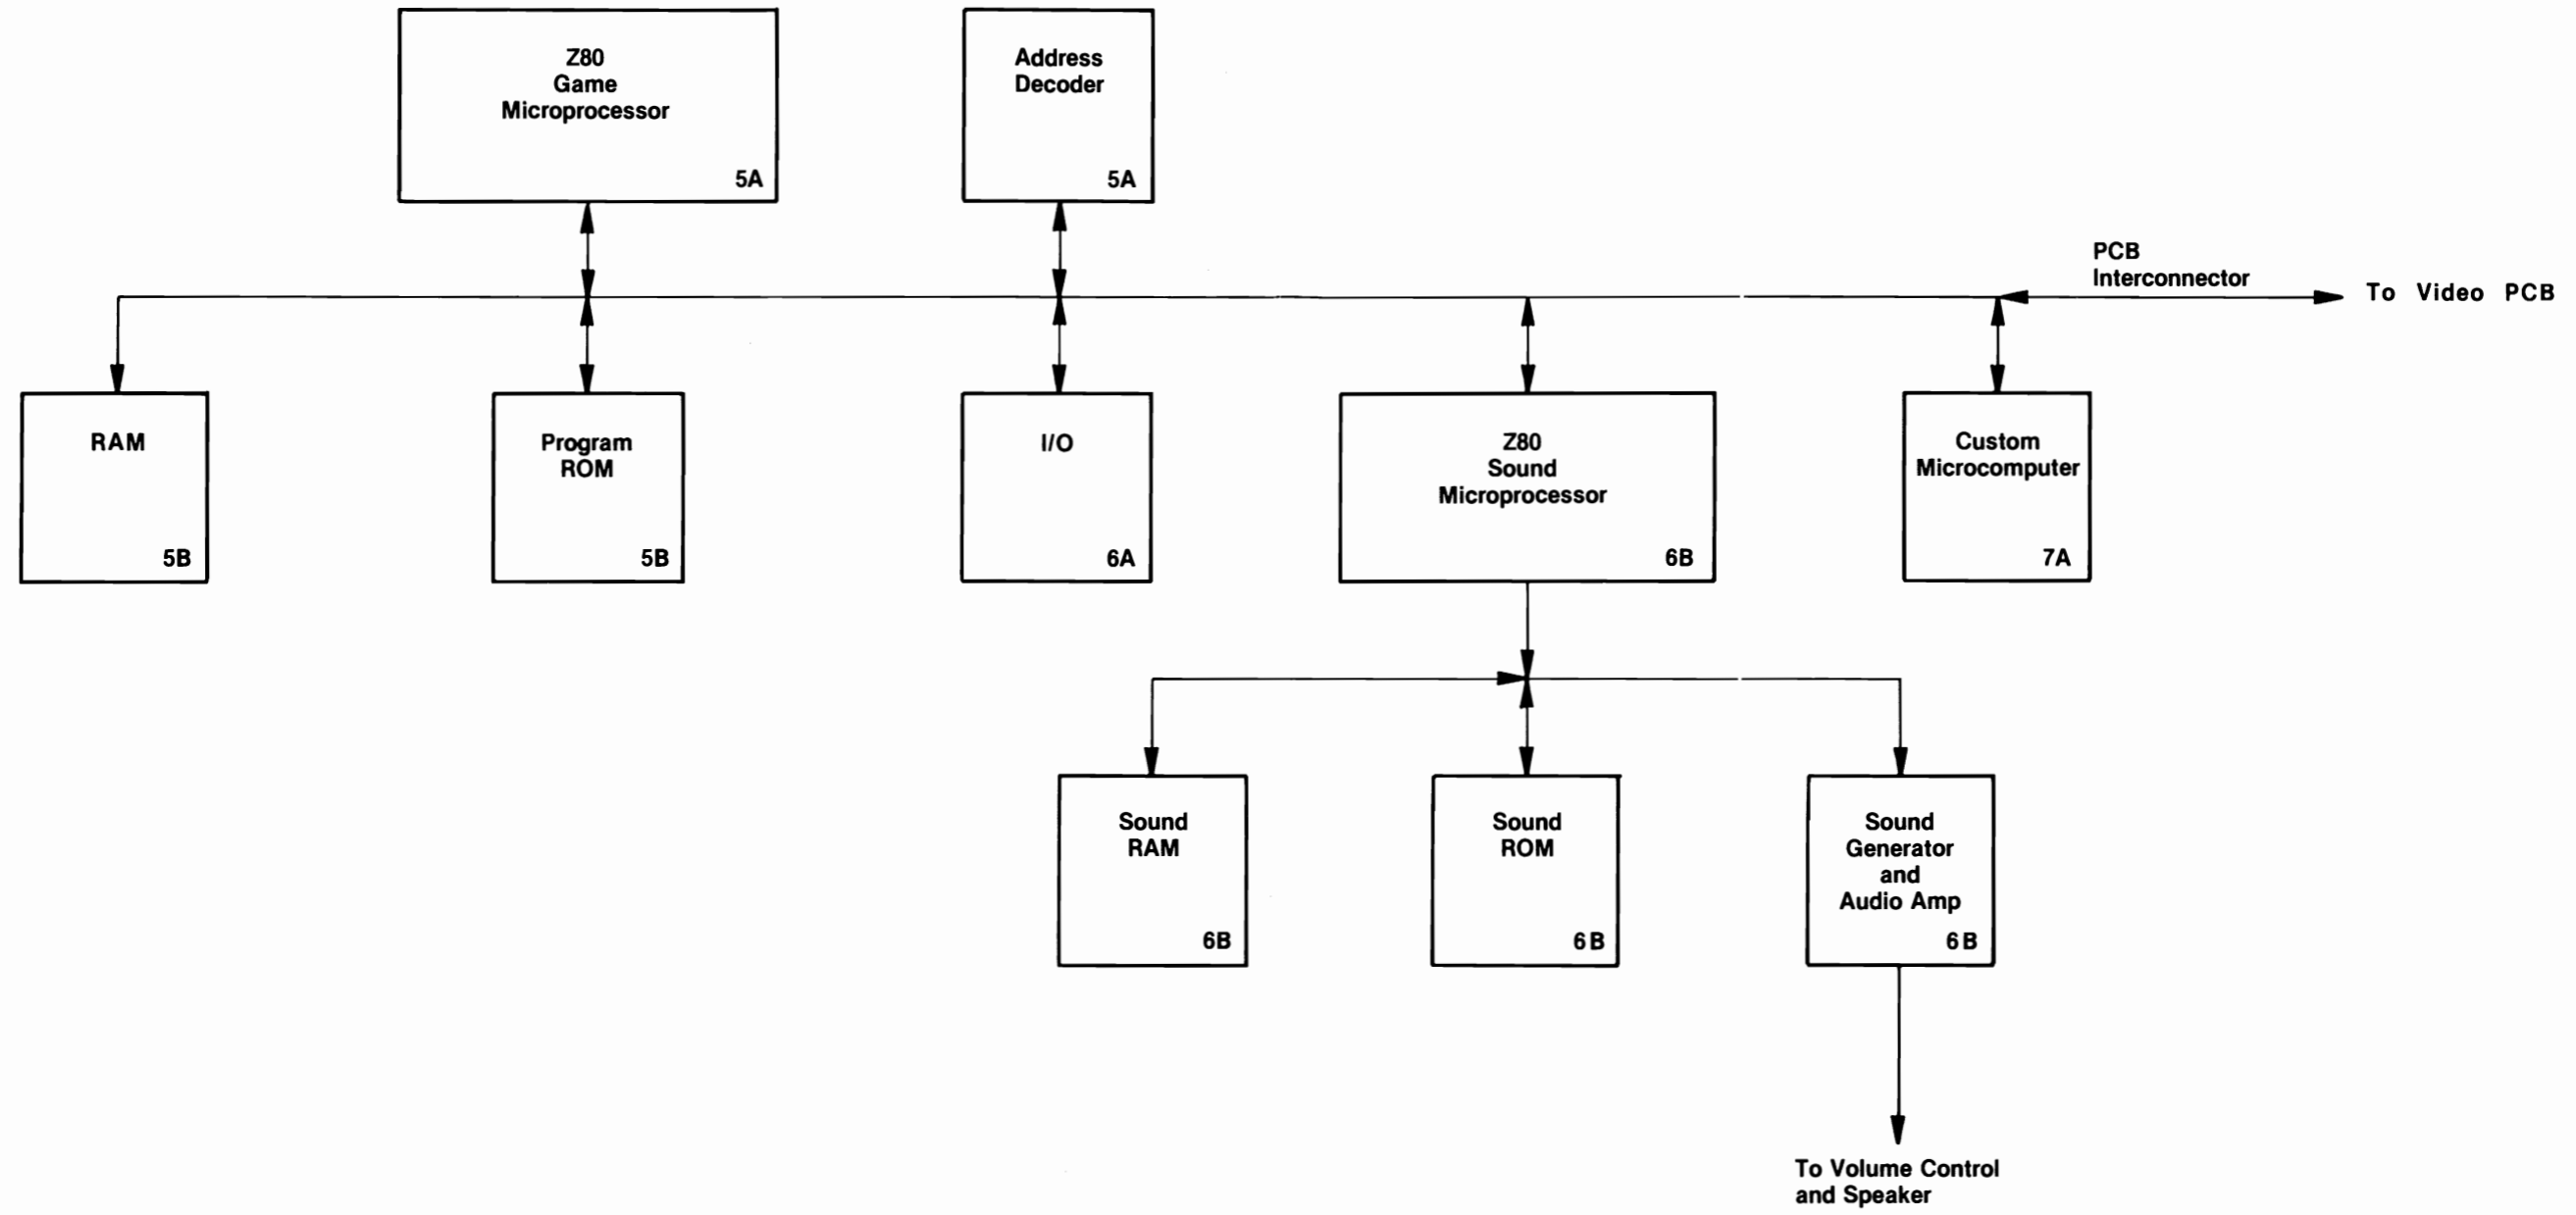 Z80
Game
Microprocessor
5A
Address
Decoder
5A
PCB
Interconnector
To Video PCB
RAM
5B
Program
ROM
5B
I/O
6A
Z80
Sound
Microprocessor
6B
Custom
Microcomputer
7A
Sound
RAM
6B
Sound
ROM
6B
Sound
Generator
and
Audio Amp
6B
To Volume Control
and Speaker